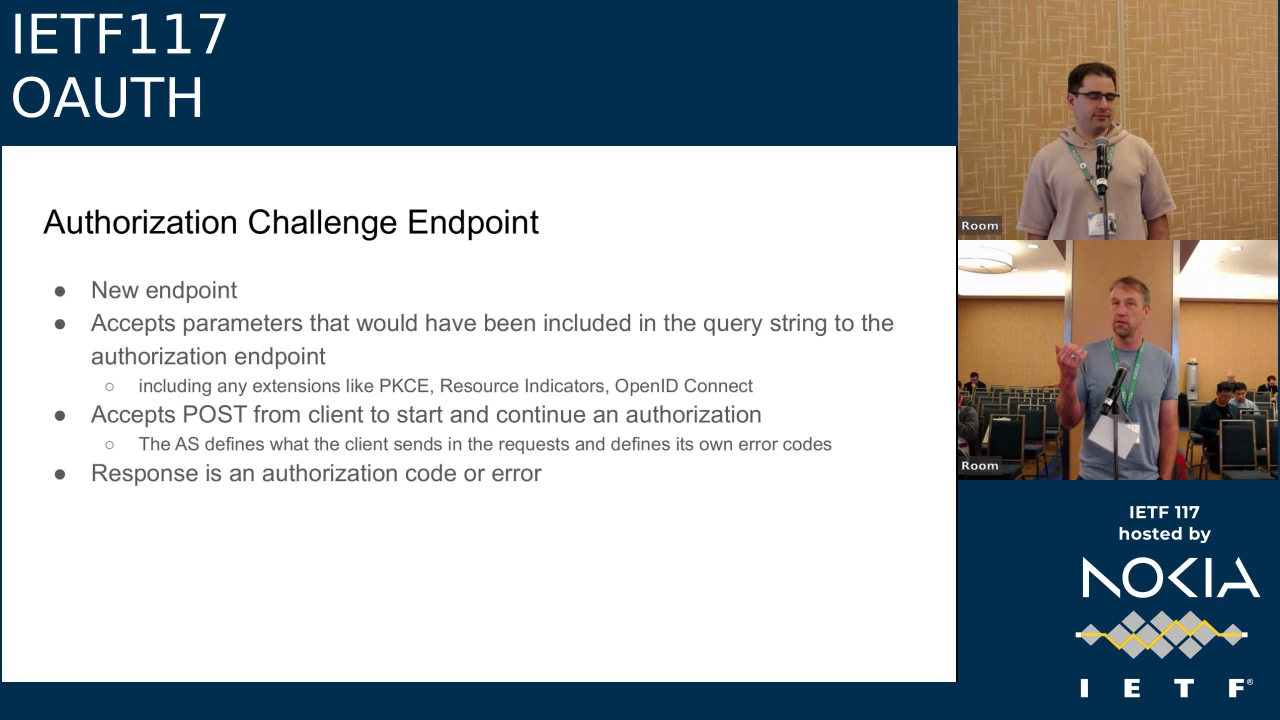 IETF117
OAUTH
Authorization Challenge Endpoint
● New endpoint
● Accepts parameters that would have been included in the query string to the
authorization endpoint
○ including any extensions like PKCE, Resource Indicators, OpenID Connect
● Accepts POST from client to start and continue an authorization
○ The AS defines what the client sends in the requests and defines its own error codes
● Response is an authorization code or error
Room
Room
IETF 117
hosted by
NOKIA
I E T F®